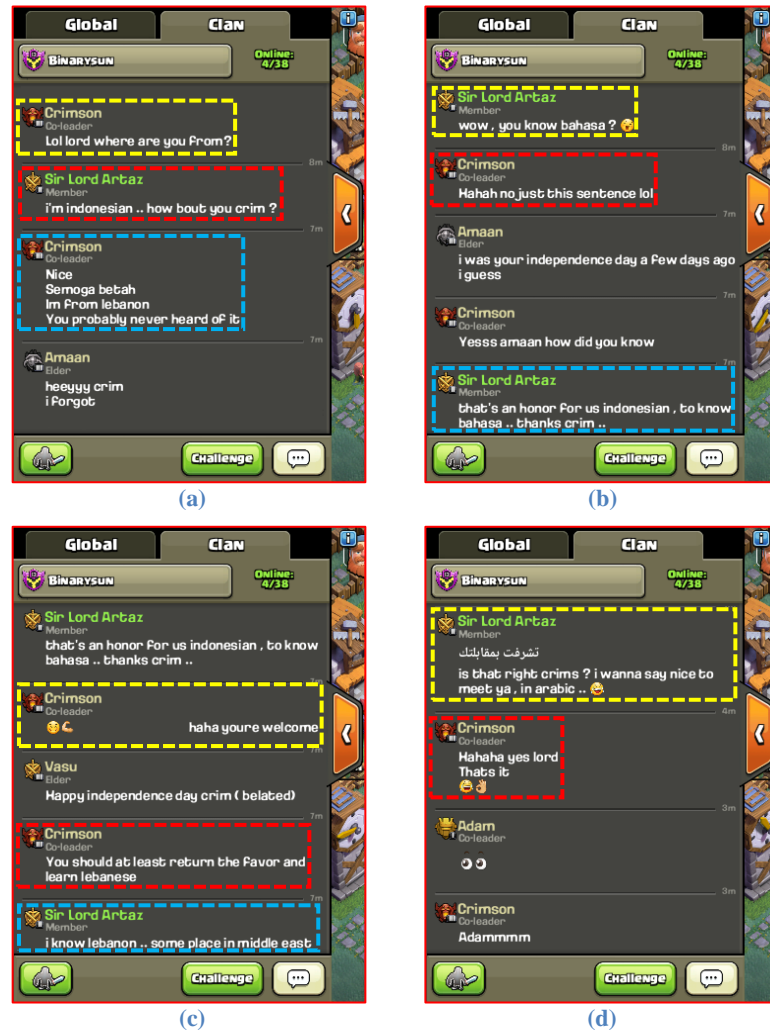 Global Clan
Binarysun
Online:
4/38
Crimson
Co-leader
Lol lord where are you from?
8m
Sir Lord Artaz
Member
i'm indonesian .. how bout you crim ?
7m
Crimson
Co-leader
Nice
Semoga betah
Im from lebanon
You probably never heard of it
7m
Amaan
Elder
heeyyy crim
i forgot
Challenge
(a)
Global Clan
Binarysun
Online:
4/38
Sir Lord Artaz
Member
wow , you know bahasa ? 😮
8m
Crimson
Co-leader
Hahah no just this sentence lol
7m
Amaan
Elder
i was your independence day a few days ago
i guess
7m
Crimson
Co-leader
Yesss amaan how did you know
7m
Sir Lord Artaz
Member
that's an honor for us indonesian , to know
bahasa .. thanks crim ..
Challenge
(b)
Global Clan
Binarysun
Online:
4/38
Sir Lord Artaz
Member
that's an honor for us indonesian , to know
bahasa .. thanks crim ..
7m
Crimson
Co-leader
😁💪 haha youre welcome
7m
Vasu
Elder
Happy independence day crim ( belated)
7m
Crimson
Co-leader
You should at least return the favor and
learn lebanese
7m
Sir Lord Artaz
Member
i know lebanon .. some place in middle east
Challenge
(c)
Global Clan
Binarysun
Online:
4/38
Sir Lord Artaz
Member
تشرفت بمقابلتك
is that right crims ? i wanna say nice to
meet ya , in arabic .. 😂
4m
Crimson
Co-leader
Hahaha yes lord
Thats it
😂👌
3m
Adam
Co-leader
👀
3m
Crimson
Co-leader
Adammmm
Challenge
(d)